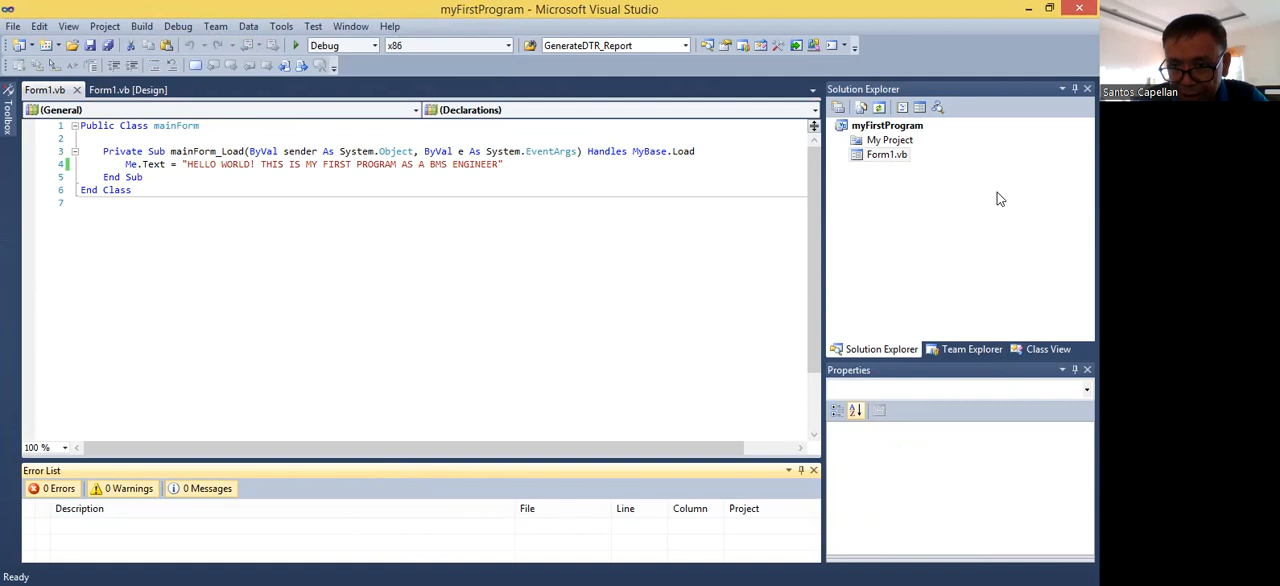 myFirstProgram - Microsoft Visual Studio
File Edit View Project Build Debug Team Data Tools Test Window Help
Debug x86 GenerateDTR_Report
Form1.vb Form1.vb [Design]
(General) (Declarations)
1 Public Class mainForm
2
3 Private Sub mainForm_Load(ByVal sender As System.Object, ByVal e As System.EventArgs) Handles MyBase.Load
4 Me.Text = "HELLO WORLD! THIS IS MY FIRST PROGRAM AS A BMS ENGINEER"
5 End Sub
6 End Class
7
100 %
Toolbox
Error List
0 Errors 0 Warnings 0 Messages
Description File Line Column Project
Ready
Solution Explorer
myFirstProgram
My Project
Form1.vb
Solution Explorer Team Explorer Class View
Properties
Santos Capellan